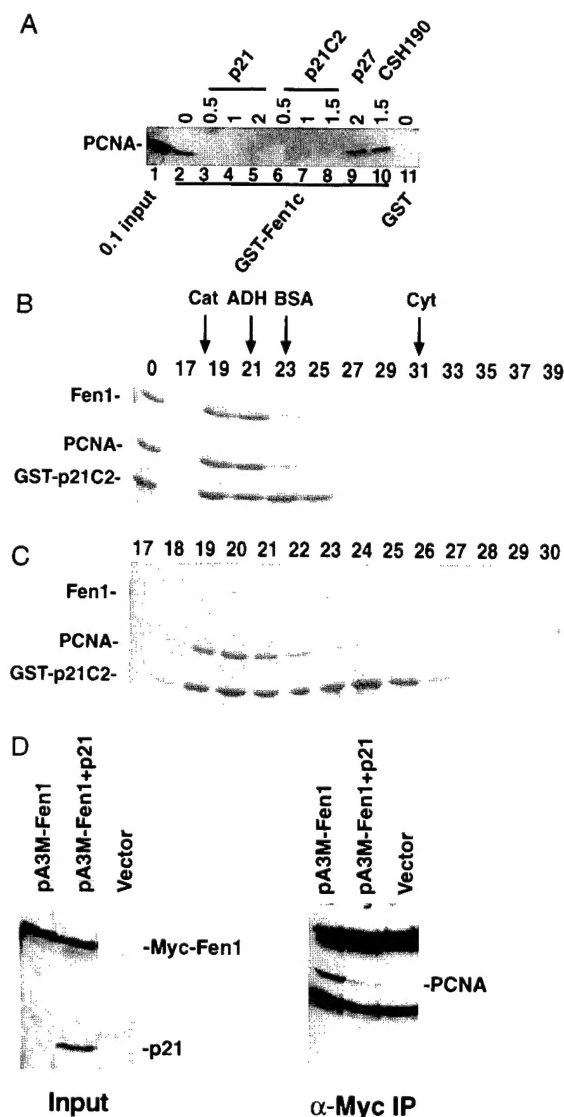 A
p21
p21C2
p27
CSH190
0 0.5 1 2 0.5 1 1.5 2 1.5 0
PCNA-
1 2 3 4 5 6 7 8 9 10 11
0.1 input
GST-Fen1c
GST
B
Cat ADH BSA Cyt
0 17 19 21 23 25 27 29 31 33 35 37 39
Fen1-
PCNA-
GST-p21C2-
C
17 18 19 20 21 22 23 24 25 26 27 28 29 30
Fen1-
PCNA-
GST-p21C2-
D
pA3M-Fen1
pA3M-Fen1+p21
Vector
-Myc-Fen1
-p21
Input
pA3M-Fen1
pA3M-Fen1+p21
Vector
-PCNA
α-Myc IP